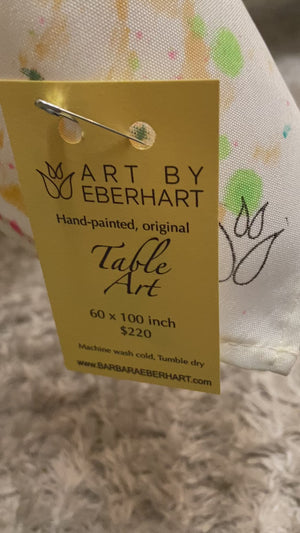 ART BY
EBERHART
Hand-painted, original
Table
Art
60 x 100 inch
$220
Machine wash cold. Tumble dry
www.BARBARAEBERHART.com